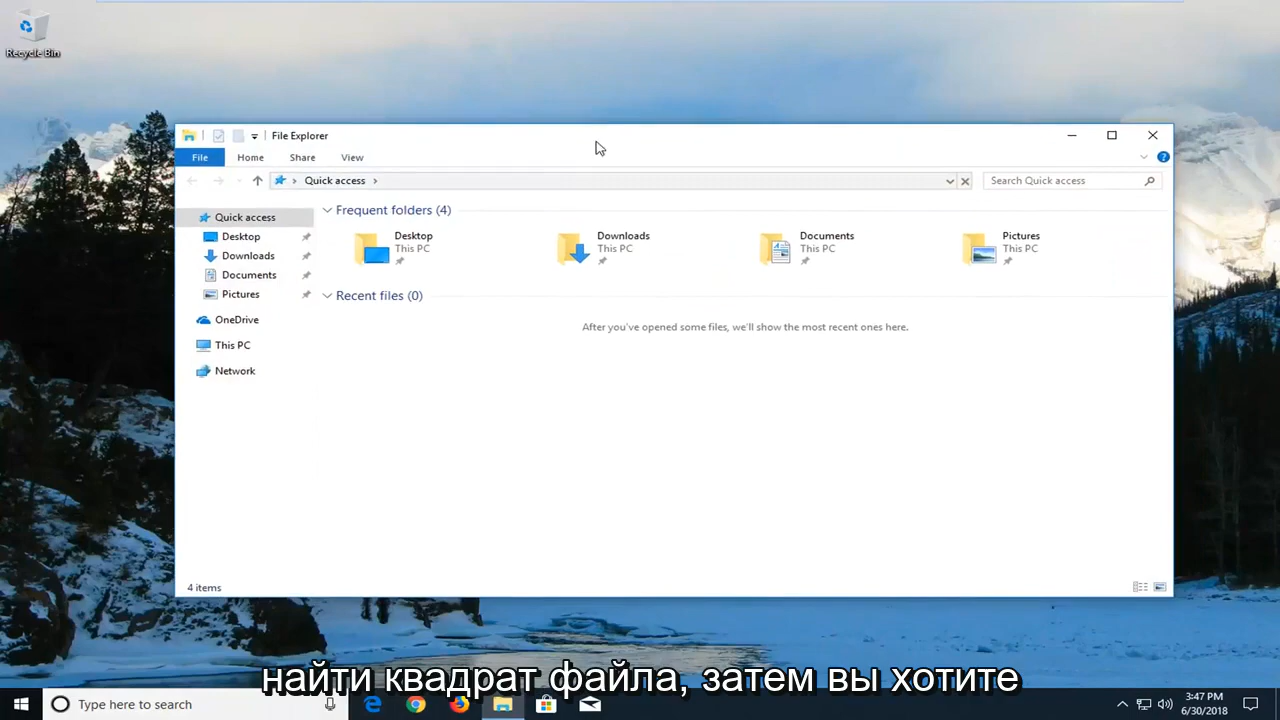 Recycle Bin
File Explorer
File Home Share View
Quick access
Search Quick access
Quick access
Desktop
Downloads
Documents
Pictures
OneDrive
This PC
Network
Frequent folders (4)
Desktop
This PC
Downloads
This PC
Documents
This PC
Pictures
This PC
Recent files (0)
After you've opened some files, we'll show the most recent ones here.
4 items
найти квадрат файла, затем вы хотите
Type here to search
3:47 PM
6/30/2018